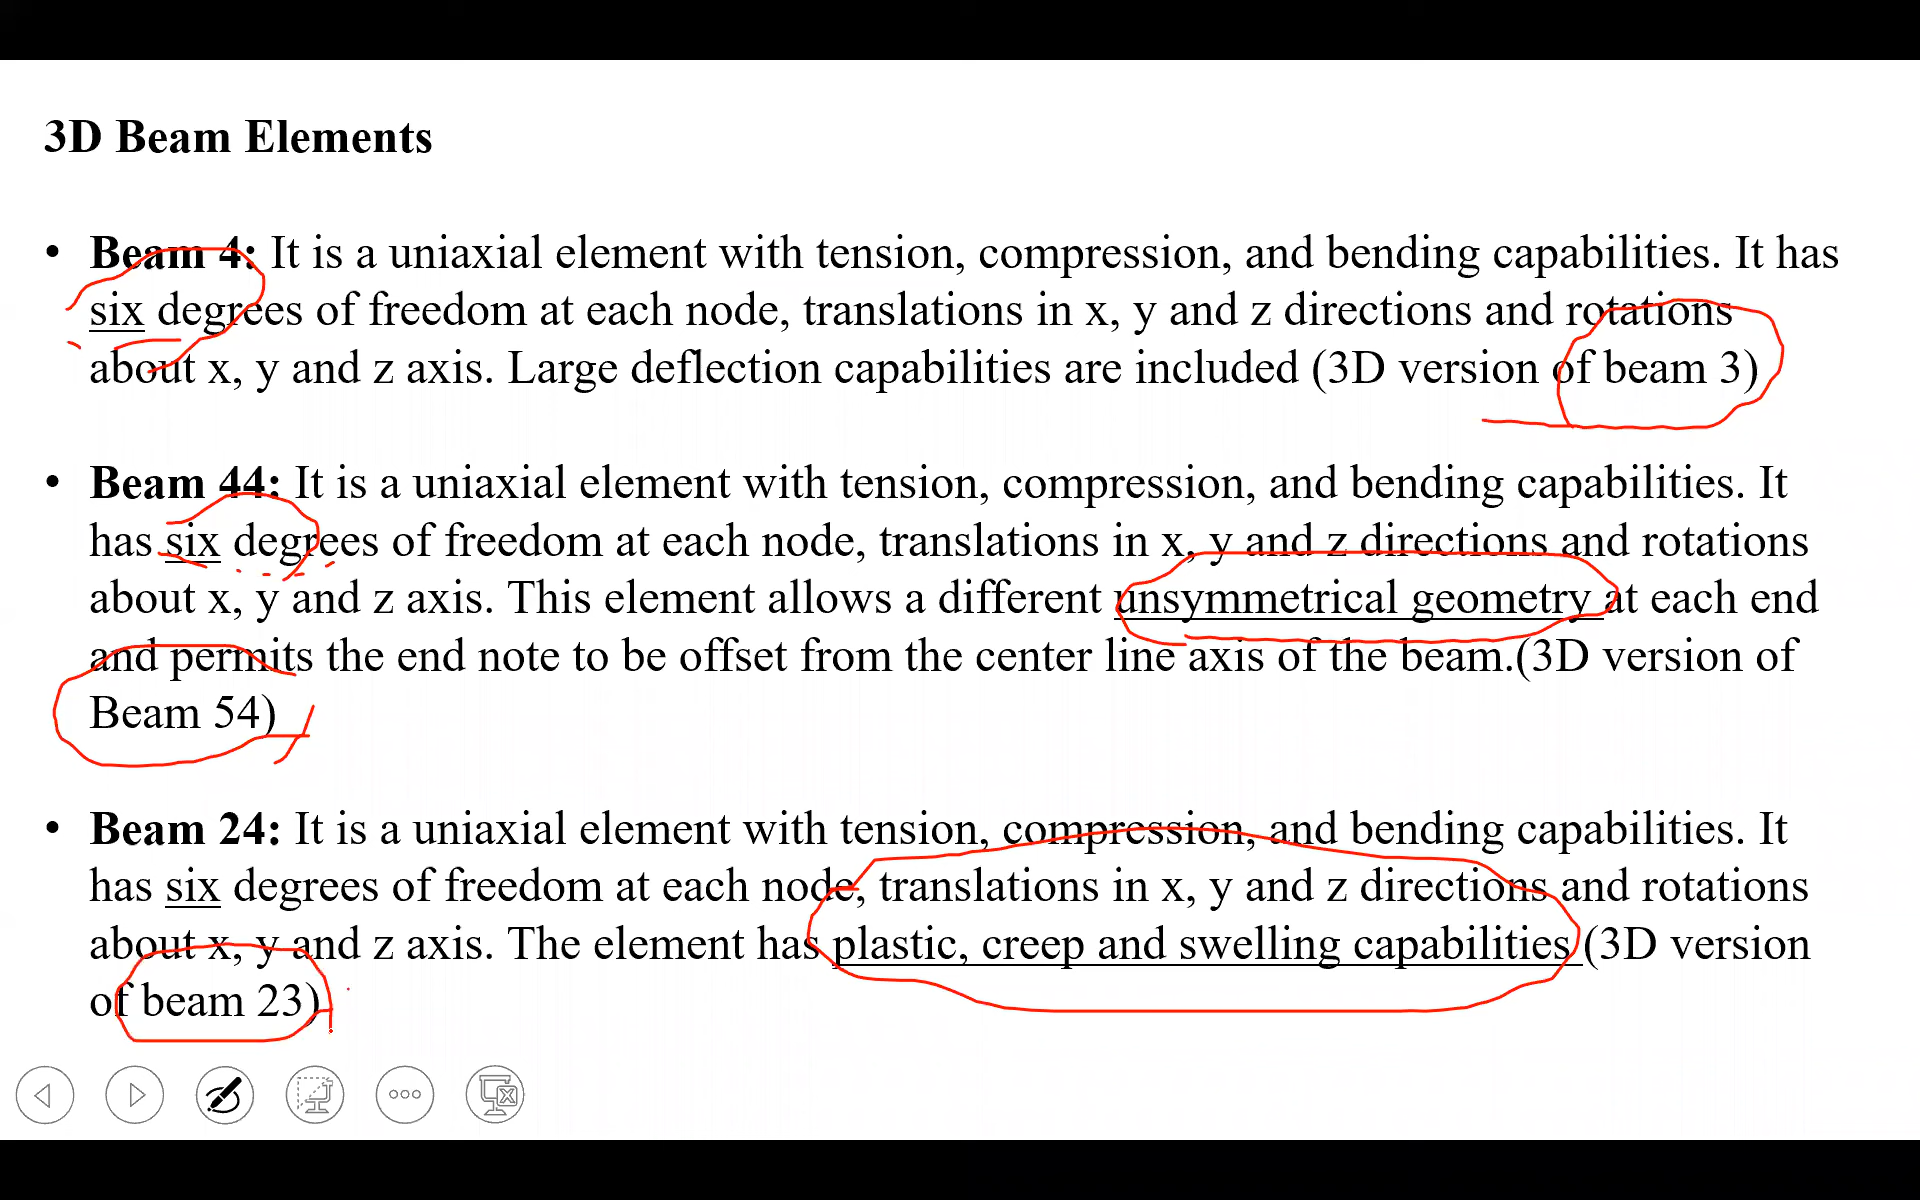 3D Beam Elements
• Beam 4: It is a uniaxial element with tension, compression, and bending capabilities. It has
six degrees of freedom at each node, translations in x, y and z directions and rotations
about x, y and z axis. Large deflection capabilities are included (3D version of beam 3)
• Beam 44: It is a uniaxial element with tension, compression, and bending capabilities. It
has six degrees of freedom at each node, translations in x, y and z directions and rotations
about x, y and z axis. This element allows a different unsymmetrical geometry at each end
and permits the end note to be offset from the center line axis of the beam.(3D version of
Beam 54)
• Beam 24: It is a uniaxial element with tension, compression, and bending capabilities. It
has six degrees of freedom at each node, translations in x, y and z directions and rotations
about x, y and z axis. The element has plastic, creep and swelling capabilities (3D version
of beam 23)